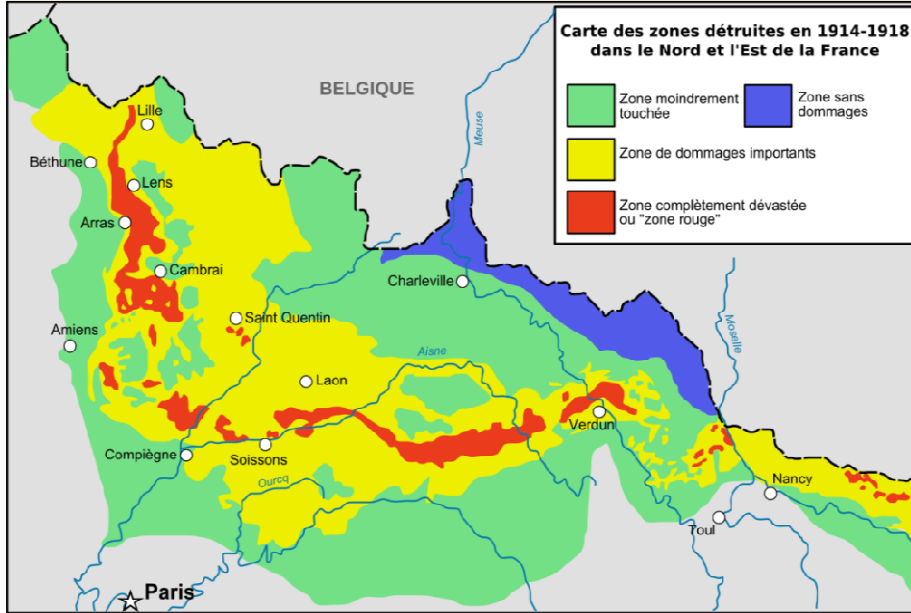 Carte des zones détruites en 1914-1918
dans le Nord et l'Est de la France
Zone moindrement
touchée
Zone sans
dommages
Zone de dommages importants
Zone complètement dévastée
ou "zone rouge"
BELGIQUE
Meuse
Lille
Béthune
Lens
Arras
Cambrai
Charleville
Saint Quentin
Moselle
Amiens
Aisne
Laon
Verdun
Compiègne
Soissons
Ourcq
Nancy
Toul
Paris